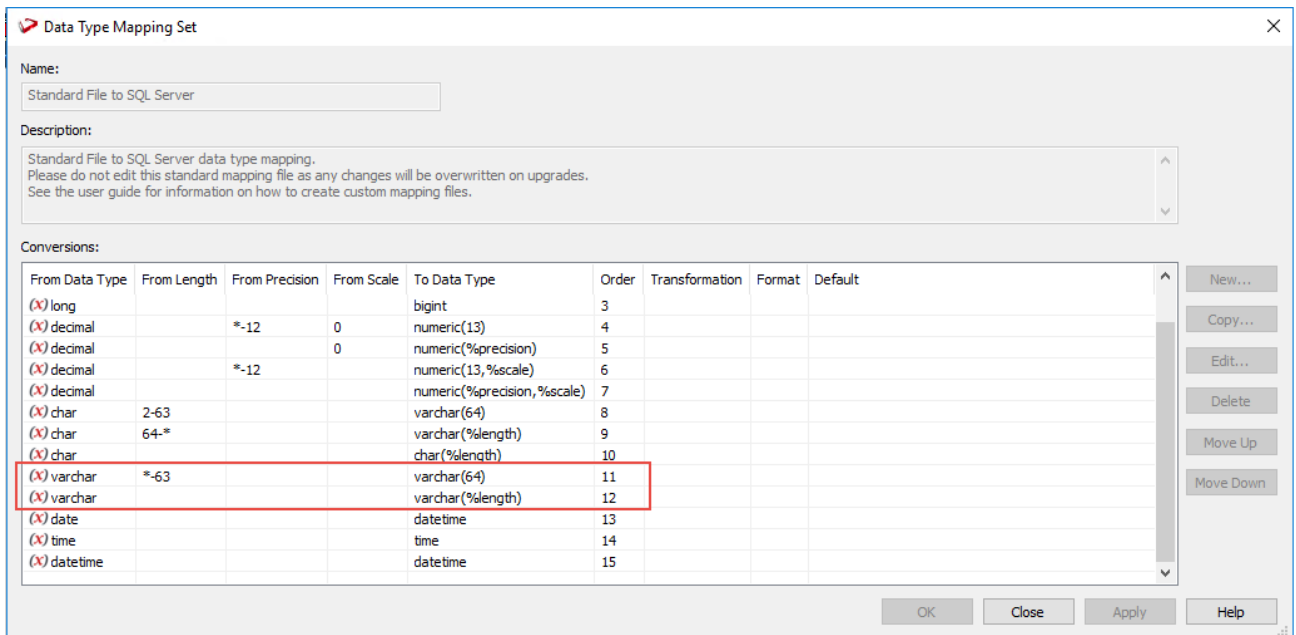 Data Type Mapping Set
Name:
Standard File to SQL Server
Description:
Standard File to SQL Server data type mapping.
Please do not edit this standard mapping file as any changes will be overwritten on upgrades.
See the user guide for information on how to create custom mapping files.
Conversions:
From Data Type From Length From Precision From Scale To Data Type Order Transformation Format Default
(x) long bigint 3
(x) decimal *-12 0 numeric(13) 4
(x) decimal 0 numeric(%precision) 5
(x) decimal *-12 numeric(13,%scale) 6
(x) decimal numeric(%precision,%scale) 7
(x) char 2-63 varchar(64) 8
(x) char 64-* varchar(%length) 9
(x) char char(%length) 10
(x) varchar *-63 varchar(64) 11
(x) varchar varchar(%length) 12
(x) date datetime 13
(x) time time 14
(x) datetime datetime 15
New...
Copy...
Edit...
Delete
Move Up
Move Down
OK Close Apply Help